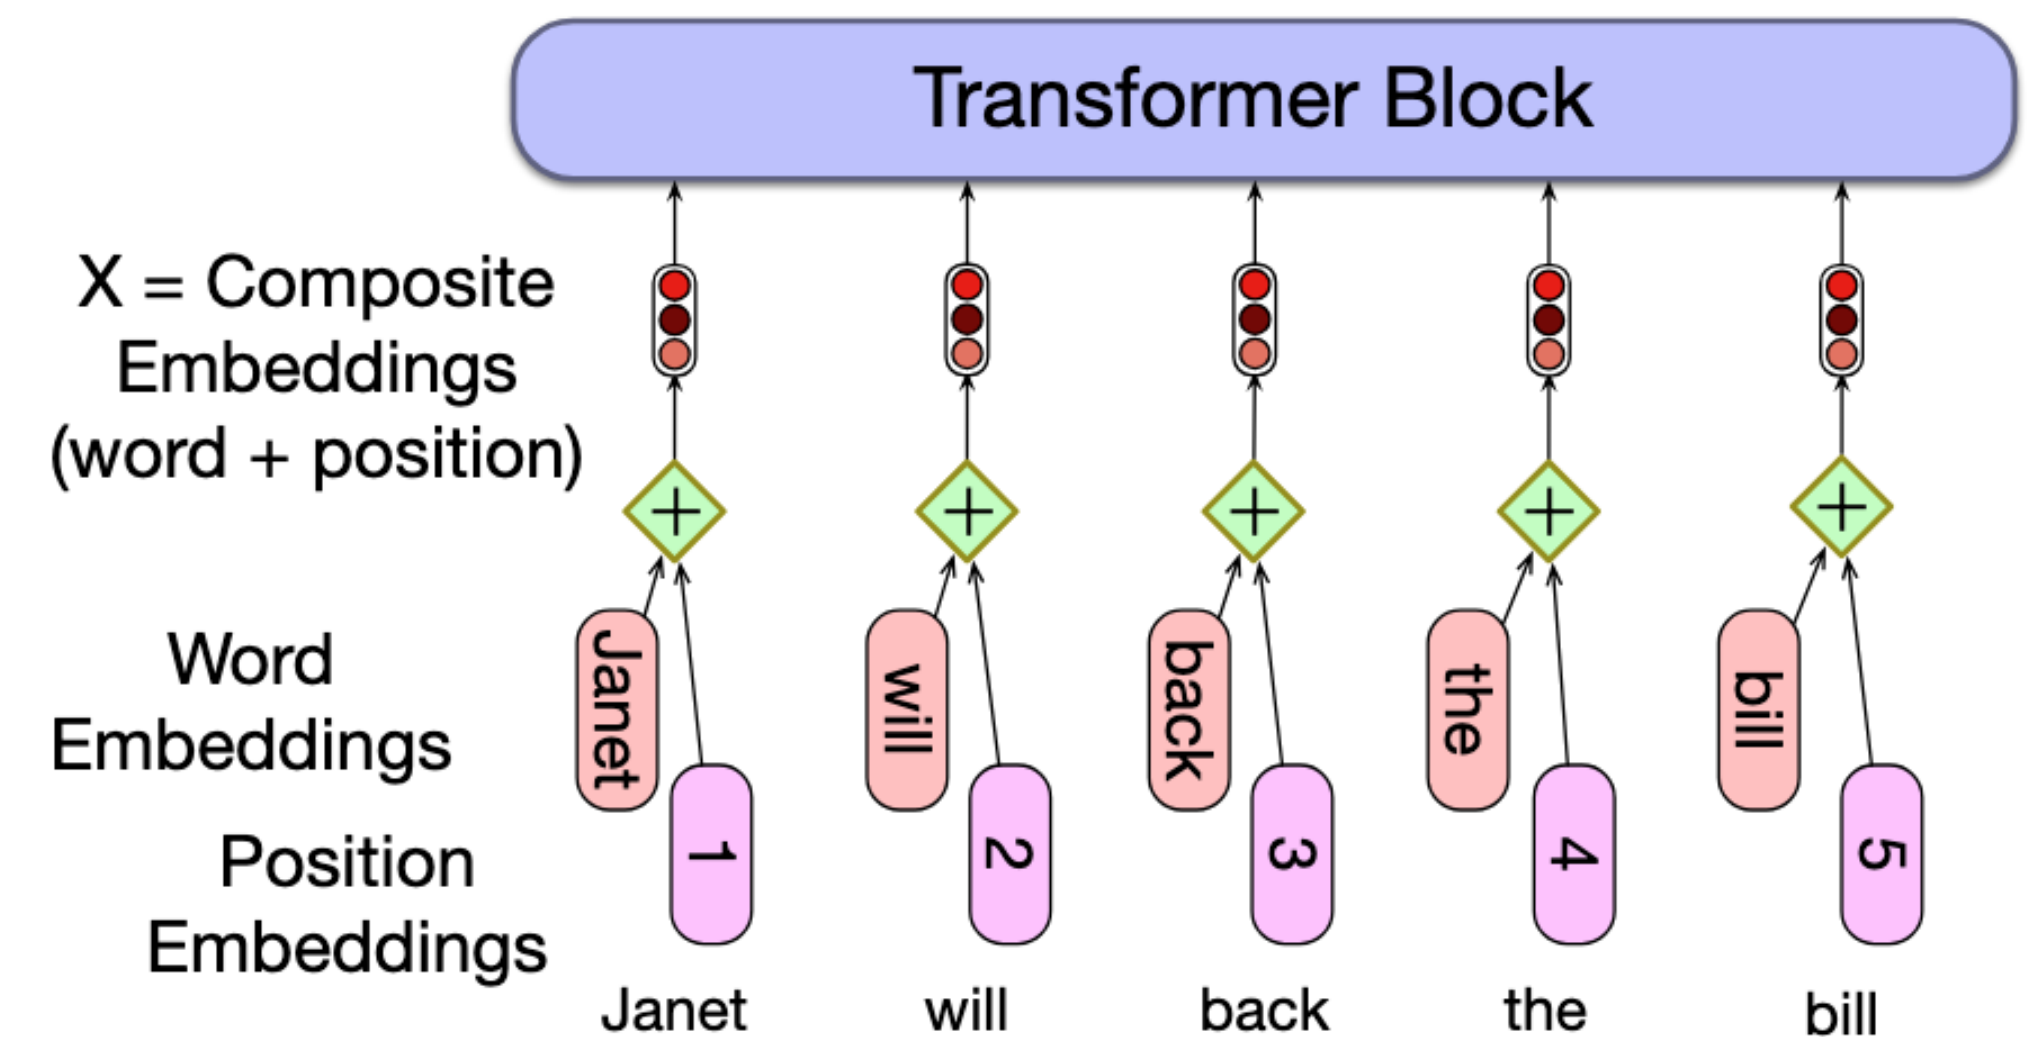 Transformer Block
X = Composite
Embeddings
(word + position)
+ + + + +
Word
Embeddings
Janet will back the bill
Position
Embeddings
1 2 3 4 5
Janet will back the bill